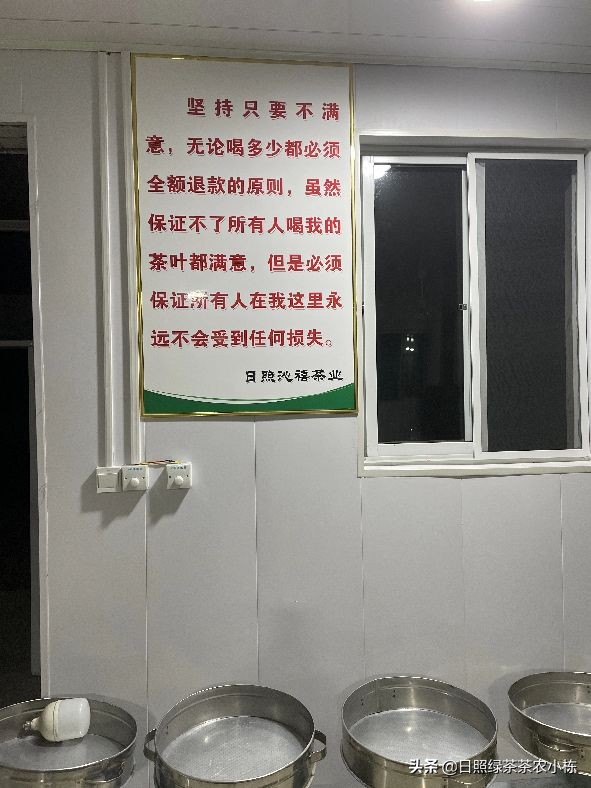 坚持只要不满
意，无论喝多少都必须
全额退款的原则，虽然
保证不了所有人喝我的
茶叶都满意，但是必须
保证所有人在我这里永
远不会受到任何损失。
日照沁禧茶业
头条@日照绿茶茶农小栋